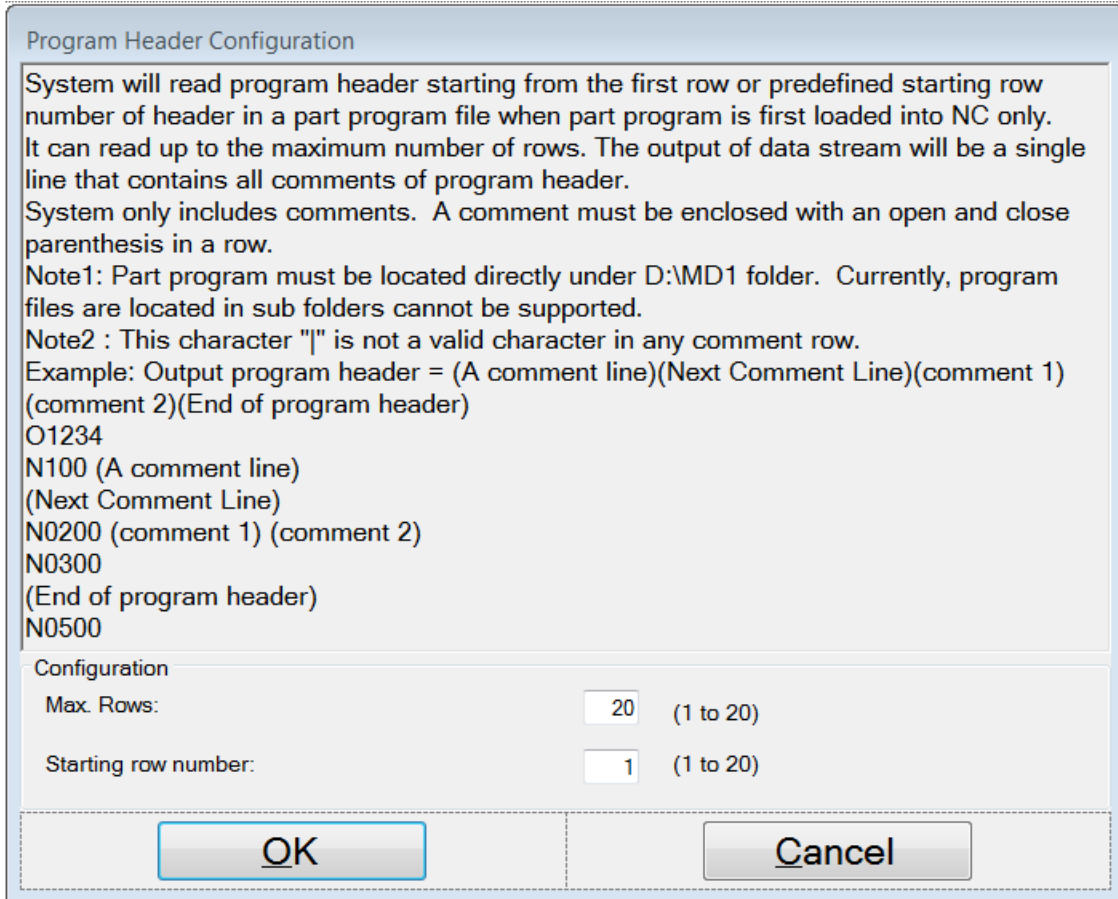 Program Header Configuration
System will read program header starting from the first row or predefined starting row
number of header in a part program file when part program is first loaded into NC only.
It can read up to the maximum number of rows. The output of data stream will be a single
line that contains all comments of program header.
System only includes comments.  A comment must be enclosed with an open and close
parenthesis in a row.
Note1: Part program must be located directly under D:\MD1 folder.  Currently, program
files are located in sub folders cannot be supported.
Note2 : This character "|" is not a valid character in any comment row.
Example: Output program header = (A comment line)(Next Comment Line)(comment 1)
(comment 2)(End of program header)
O1234
N100 (A comment line)
(Next Comment Line)
N0200 (comment 1) (comment 2)
N0300
(End of program header)
N0500
Configuration
Max. Rows: 20 (1 to 20)
Starting row number: 1 (1 to 20)
OK Cancel